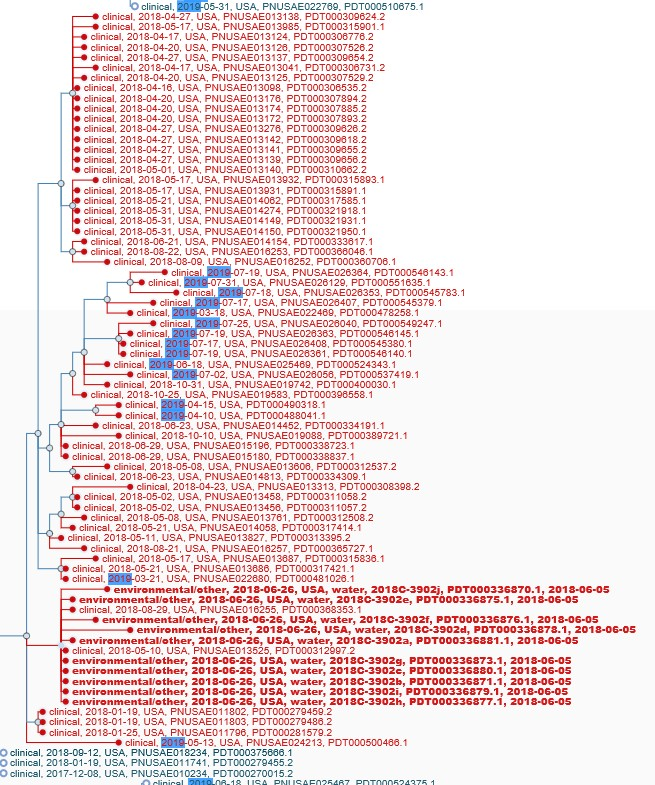 clinical, 2019-05-31, USA, PNUSAE022769, PDT000510675.1
clinical, 2018-04-27, USA, PNUSAE013138, PDT000309624.2
clinical, 2018-05-17, USA, PNUSAE013985, PDT000315901.1
clinical, 2018-04-17, USA, PNUSAE013124, PDT000306776.2
clinical, 2018-04-20, USA, PNUSAE013126, PDT000307526.2
clinical, 2018-04-27, USA, PNUSAE013137, PDT000309654.2
clinical, 2018-04-17, USA, PNUSAE013041, PDT000306731.2
clinical, 2018-04-20, USA, PNUSAE013125, PDT000307529.2
clinical, 2018-04-16, USA, PNUSAE013098, PDT000306535.2
clinical, 2018-04-20, USA, PNUSAE013176, PDT000307894.2
clinical, 2018-04-20, USA, PNUSAE013174, PDT000307885.2
clinical, 2018-04-20, USA, PNUSAE013172, PDT000307893.2
clinical, 2018-04-27, USA, PNUSAE013276, PDT000309626.2
clinical, 2018-04-27, USA, PNUSAE013142, PDT000309618.2
clinical, 2018-04-27, USA, PNUSAE013141, PDT000309655.2
clinical, 2018-04-27, USA, PNUSAE013139, PDT000309656.2
clinical, 2018-05-01, USA, PNUSAE013140, PDT000310662.2
clinical, 2018-05-17, USA, PNUSAE013932, PDT000315893.1
clinical, 2018-05-17, USA, PNUSAE013931, PDT000315891.1
clinical, 2018-05-21, USA, PNUSAE014062, PDT000317585.1
clinical, 2018-05-31, USA, PNUSAE014274, PDT000321918.1
clinical, 2018-05-31, USA, PNUSAE014149, PDT000321931.1
clinical, 2018-05-31, USA, PNUSAE014150, PDT000321950.1
clinical, 2018-06-21, USA, PNUSAE014154, PDT000333617.1
clinical, 2018-08-22, USA, PNUSAE016253, PDT000366046.1
clinical, 2018-08-09, USA, PNUSAE016252, PDT000360706.1
clinical, 2019-07-19, USA, PNUSAE026364, PDT000546143.1
clinical, 2019-07-31, USA, PNUSAE026129, PDT000551635.1
clinical, 2019-07-18, USA, PNUSAE026353, PDT000545783.1
clinical, 2019-07-17, USA, PNUSAE026407, PDT000545379.1
clinical, 2019-03-18, USA, PNUSAE022469, PDT000478258.1
clinical, 2019-07-25, USA, PNUSAE026040, PDT000549247.1
clinical, 2019-07-19, USA, PNUSAE026363, PDT000546145.1
clinical, 2019-07-17, USA, PNUSAE026408, PDT000545380.1
clinical, 2019-07-19, USA, PNUSAE026361, PDT000546140.1
clinical, 2019-06-18, USA, PNUSAE025469, PDT000524343.1
clinical, 2019-07-02, USA, PNUSAE026056, PDT000537419.1
clinical, 2018-10-31, USA, PNUSAE019742, PDT000400030.1
clinical, 2018-10-25, USA, PNUSAE019583, PDT000396558.1
clinical, 2019-04-15, USA, PDT000490318.1
clinical, 2019-04-10, USA, PDT000488041.1
clinical, 2018-06-23, USA, PNUSAE014452, PDT000334191.1
clinical, 2018-10-10, USA, PNUSAE019088, PDT000389721.1
clinical, 2018-06-29, USA, PNUSAE015196, PDT000338723.1
clinical, 2018-06-29, USA, PNUSAE015180, PDT000338837.1
clinical, 2018-05-08, USA, PNUSAE013606, PDT000312537.2
clinical, 2018-06-23, USA, PNUSAE014813, PDT000334309.1
clinical, 2018-04-23, USA, PNUSAE013313, PDT000308398.2
clinical, 2018-05-02, USA, PNUSAE013458, PDT000311058.2
clinical, 2018-05-02, USA, PNUSAE013456, PDT000311057.2
clinical, 2018-05-08, USA, PNUSAE013761, PDT000312508.2
clinical, 2018-05-21, USA, PNUSAE014058, PDT000317414.1
clinical, 2018-05-11, USA, PNUSAE013827, PDT000313395.2
clinical, 2018-08-21, USA, PNUSAE016257, PDT000365727.1
clinical, 2018-05-17, USA, PNUSAE013687, PDT000315836.1
clinical, 2018-05-21, USA, PNUSAE013686, PDT000317421.1
clinical, 2019-03-21, USA, PNUSAE022680, PDT000481026.1
environmental/other, 2018-06-26, USA, water, 2018C-3902j, PDT000336870.1, 2018-06-05
environmental/other, 2018-06-26, USA, water, 2018C-3902e, PDT000336875.1, 2018-06-05
clinical, 2018-08-29, USA, PNUSAE016255, PDT000368353.1
environmental/other, 2018-06-26, USA, water, 2018C-3902f, PDT000336876.1, 2018-06-05
environmental/other, 2018-06-26, USA, water, 2018C-3902d, PDT000336878.1, 2018-06-05
environmental/other, 2018-06-26, USA, water, 2018C-3902a, PDT000336881.1, 2018-06-05
clinical, 2018-05-10, USA, PNUSAE013525, PDT000312997.2
environmental/other, 2018-06-26, USA, water, 2018C-3902g, PDT000336873.1, 2018-06-05
environmental/other, 2018-06-26, USA, water, 2018C-3902c, PDT000336880.1, 2018-06-05
environmental/other, 2018-06-26, USA, water, 2018C-3902b, PDT000336871.1, 2018-06-05
environmental/other, 2018-06-26, USA, water, 2018C-3902i, PDT000336879.1, 2018-06-05
environmental/other, 2018-06-26, USA, water, 2018C-3902h, PDT000336877.1, 2018-06-05
clinical, 2018-01-19, USA, PNUSAE011802, PDT000279459.2
clinical, 2018-01-19, USA, PNUSAE011803, PDT000279486.2
clinical, 2018-01-25, USA, PNUSAE011796, PDT000281579.2
clinical, 2019-05-13, USA, PNUSAE024213, PDT000500466.1
clinical, 2018-09-12, USA, PNUSAE018234, PDT000375666.1
clinical, 2018-01-19, USA, PNUSAE011741, PDT000279455.2
clinical, 2017-12-08, USA, PNUSAE010234, PDT000270015.2
clinical, 2019-06-18, USA, PNUSAE025467, PDT000524375.1